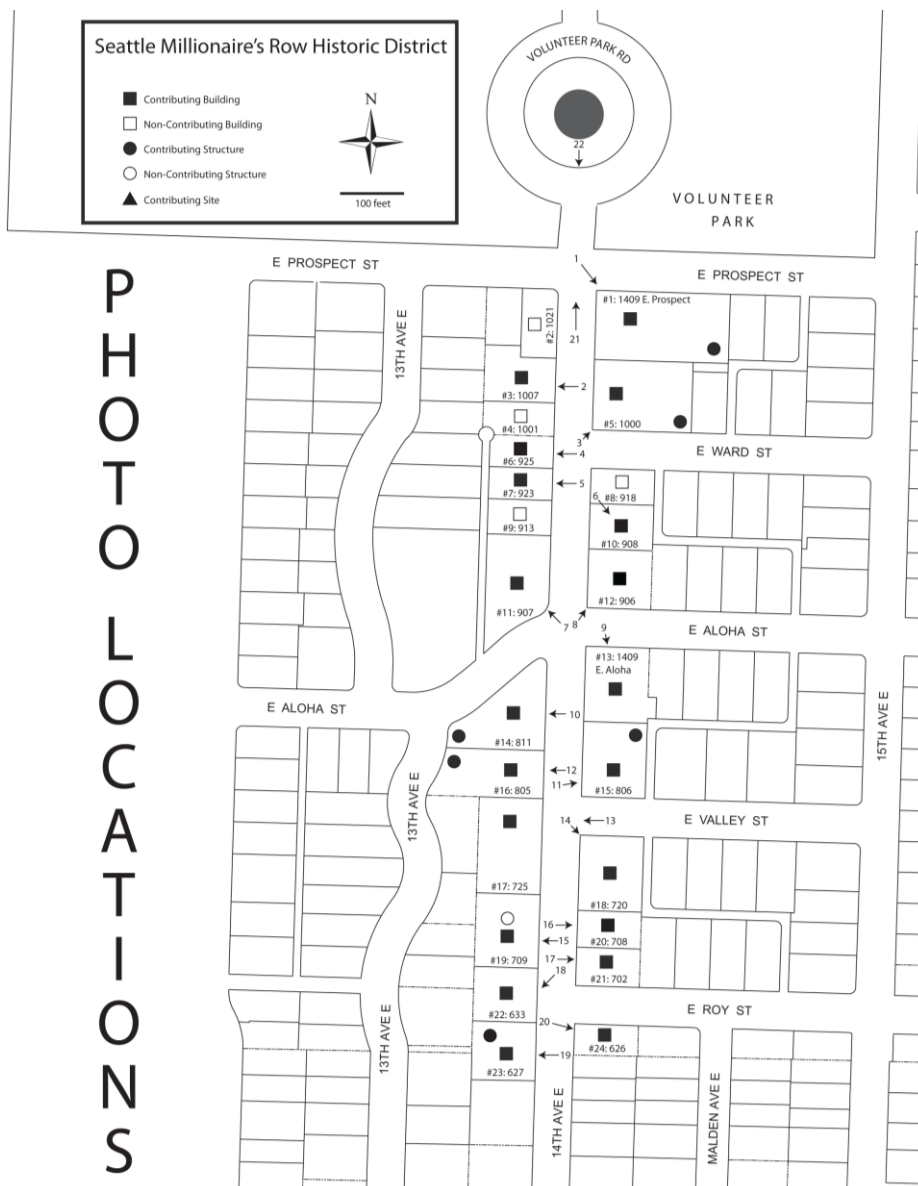 Seattle Millionaire's Row Historic District
Contributing Building
Non-Contributing Building
Contributing Structure
Non-Contributing Structure
Contributing Site
N
100 feet
VOLUNTEER PARK RD
22
VOLUNTEER
PARK
PHOTO LOCATIONS
E PROSPECT ST
1
E PROSPECT ST
#1: 1409 E. Prospect
#2: 1021
21
13TH AVE E
2
#3: 1007
#4: 1001
#5: 1000
3
4
E WARD ST
#6: 925
5
#7: 923
#8: 918
6
#9: 913
#10: 908
#12: 906
#11: 907
7
8
9
E ALOHA ST
#13: 1409
E. Aloha
E ALOHA ST
10
#14: 811
15TH AVE E
12
11
#16: 805
#15: 806
13TH AVE E
14
13
E VALLEY ST
#17: 725
#18: 720
16
15
#20: 708
#19: 709
17
18
#21: 702
#22: 633
E ROY ST
20
13TH AVE E
#24: 626
19
#23: 627
14TH AVE E
MALDEN AVE E